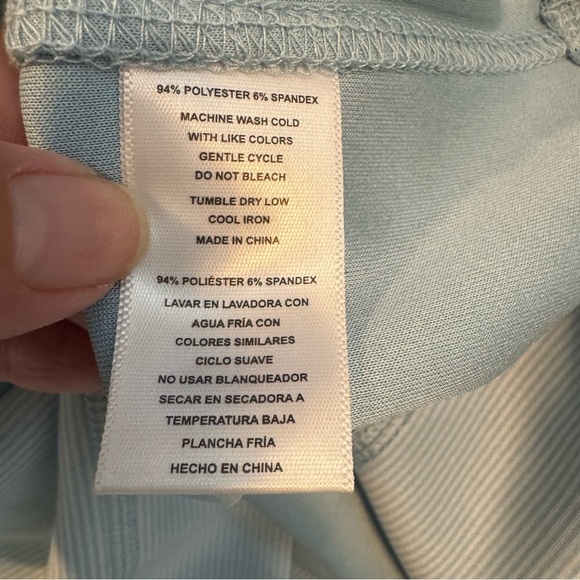 94% POLYESTER 6% SPANDEX
MACHINE WASH COLD
WITH LIKE COLORS
GENTLE CYCLE
DO NOT BLEACH
TUMBLE DRY LOW
COOL IRON
MADE IN CHINA
94% POLIÉSTER 6% SPANDEX
LAVAR EN LAVADORA CON
AGUA FRÍA CON
COLORES SIMILARES
CICLO SUAVE
NO USAR BLANQUEADOR
SECAR EN SECADORA A
TEMPERATURA BAJA
PLANCHA FRÍA
HECHO EN CHINA